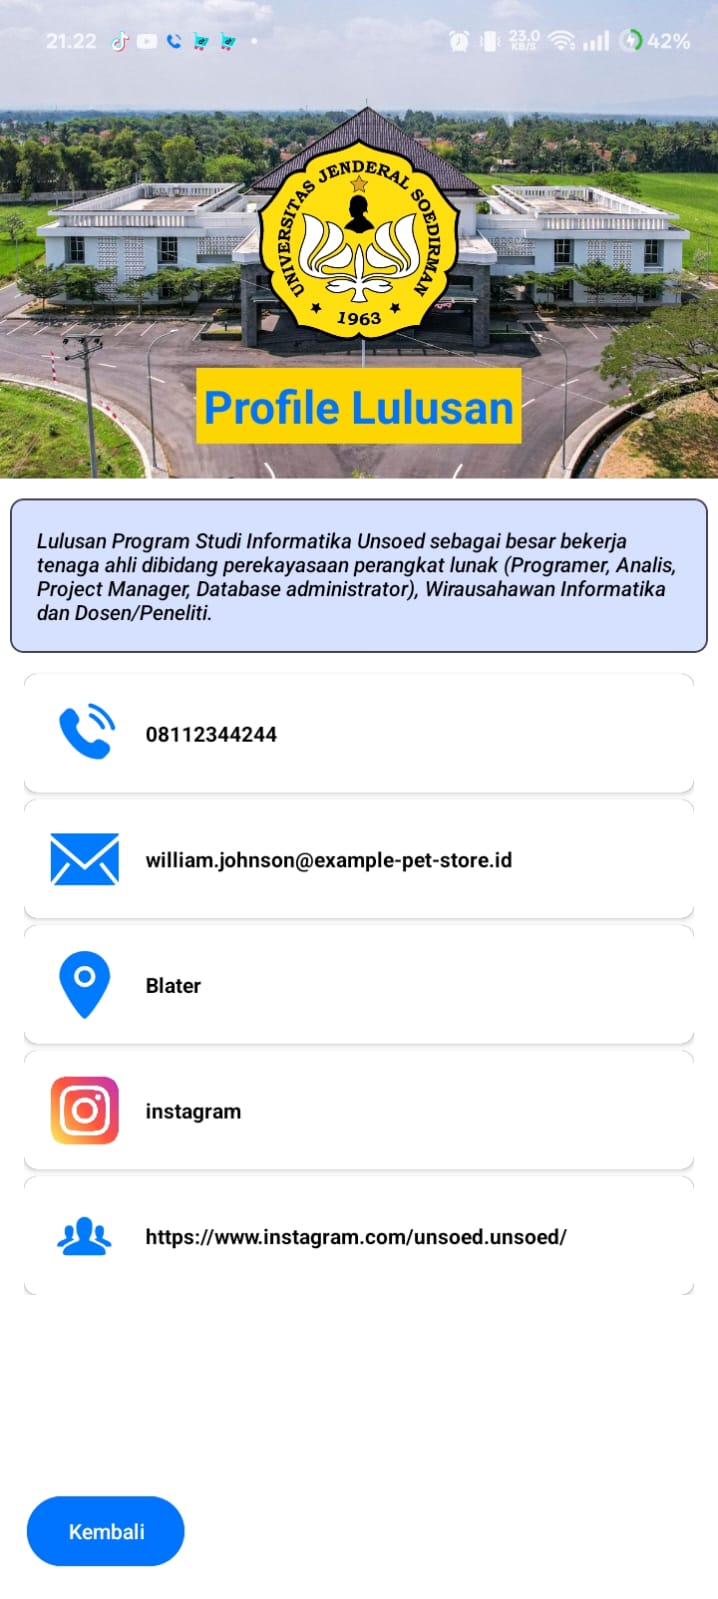 21.22
23.0
KB/S
42%
UNIVERSITAS JENDERAL SOEDIRMAN
1963
Profile Lulusan
Lulusan Program Studi Informatika Unsoed sebagai besar bekerja
tenaga ahli dibidang perekayasaan perangkat lunak (Programer, Analis,
Project Manager, Database administrator), Wirausahawan Informatika
dan Dosen/Peneliti.
08112344244
william.johnson@example-pet-store.id
Blater
instagram
https://www.instagram.com/unsoed.unsoed/
Kembali